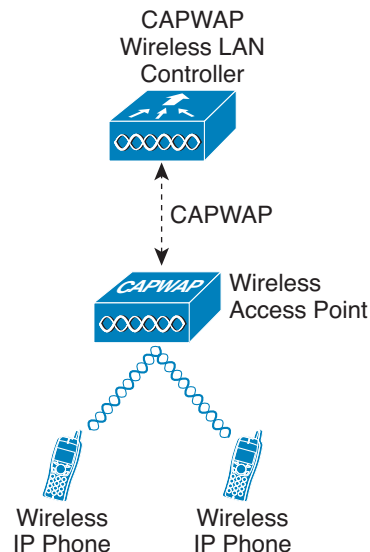 CAPWAP
Wireless LAN
Controller
CAPWAP
CAPWAP
Wireless
Access Point
Wireless
IP Phone
Wireless
IP Phone